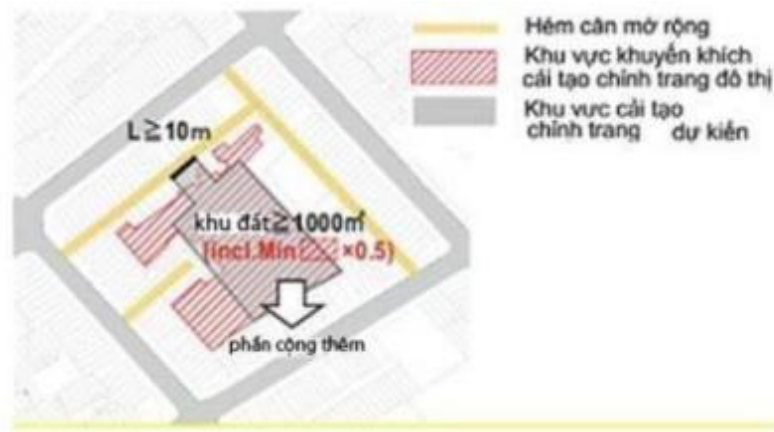 Hẻm cần mở rộng
Khu vực khuyến khích
cải tạo chỉnh trang đô thị
Khu vực cải tạo
chỉnh trang dự kiến
L≧10m
khu đất≧1000㎡
(incl.Min ×0.5)
phần cộng thêm